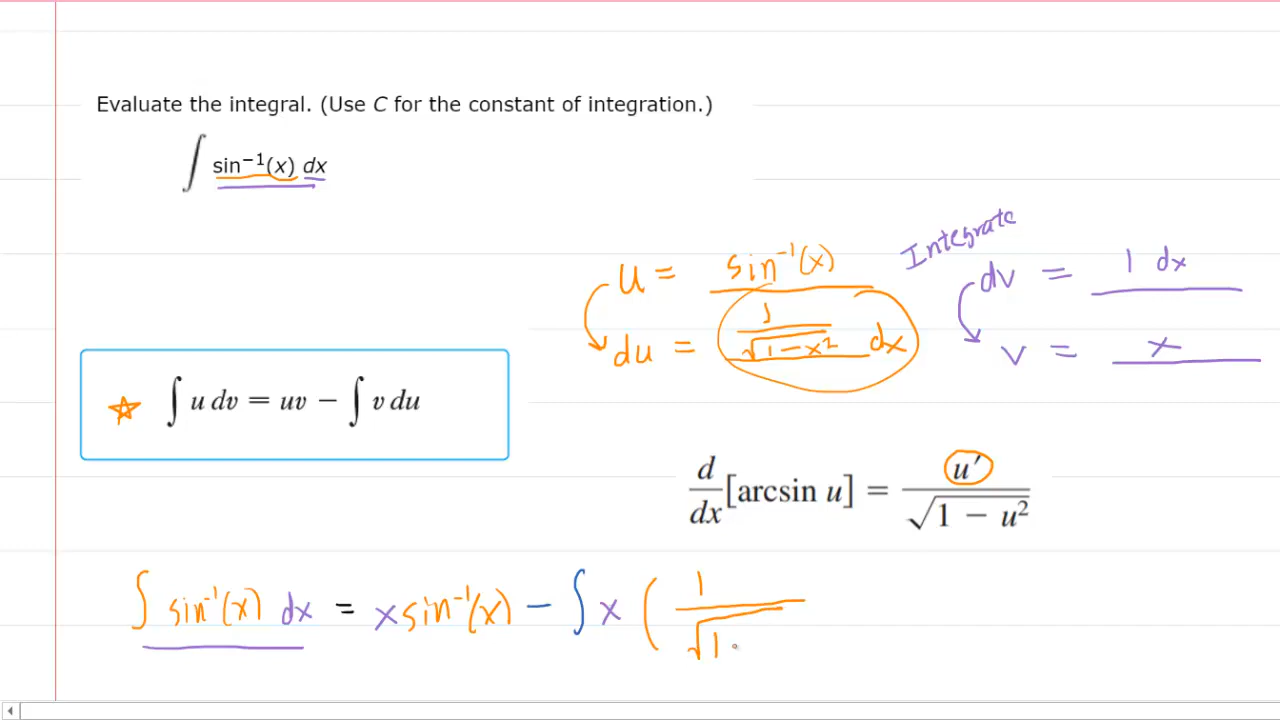 Evaluate the integral. (Use C for the constant of integration.)
∫ sin⁻¹(x) dx
Integrate
u = sin⁻¹(x)
dv = 1 dx
du = 1/√(1−x²) dx
v = x
☆ ∫ u dv = uv − ∫ v du
d/dx [arcsin u] = u′/√(1 − u²)
∫ sin⁻¹(x) dx = x sin⁻¹(x) − ∫ x ( 1/√1